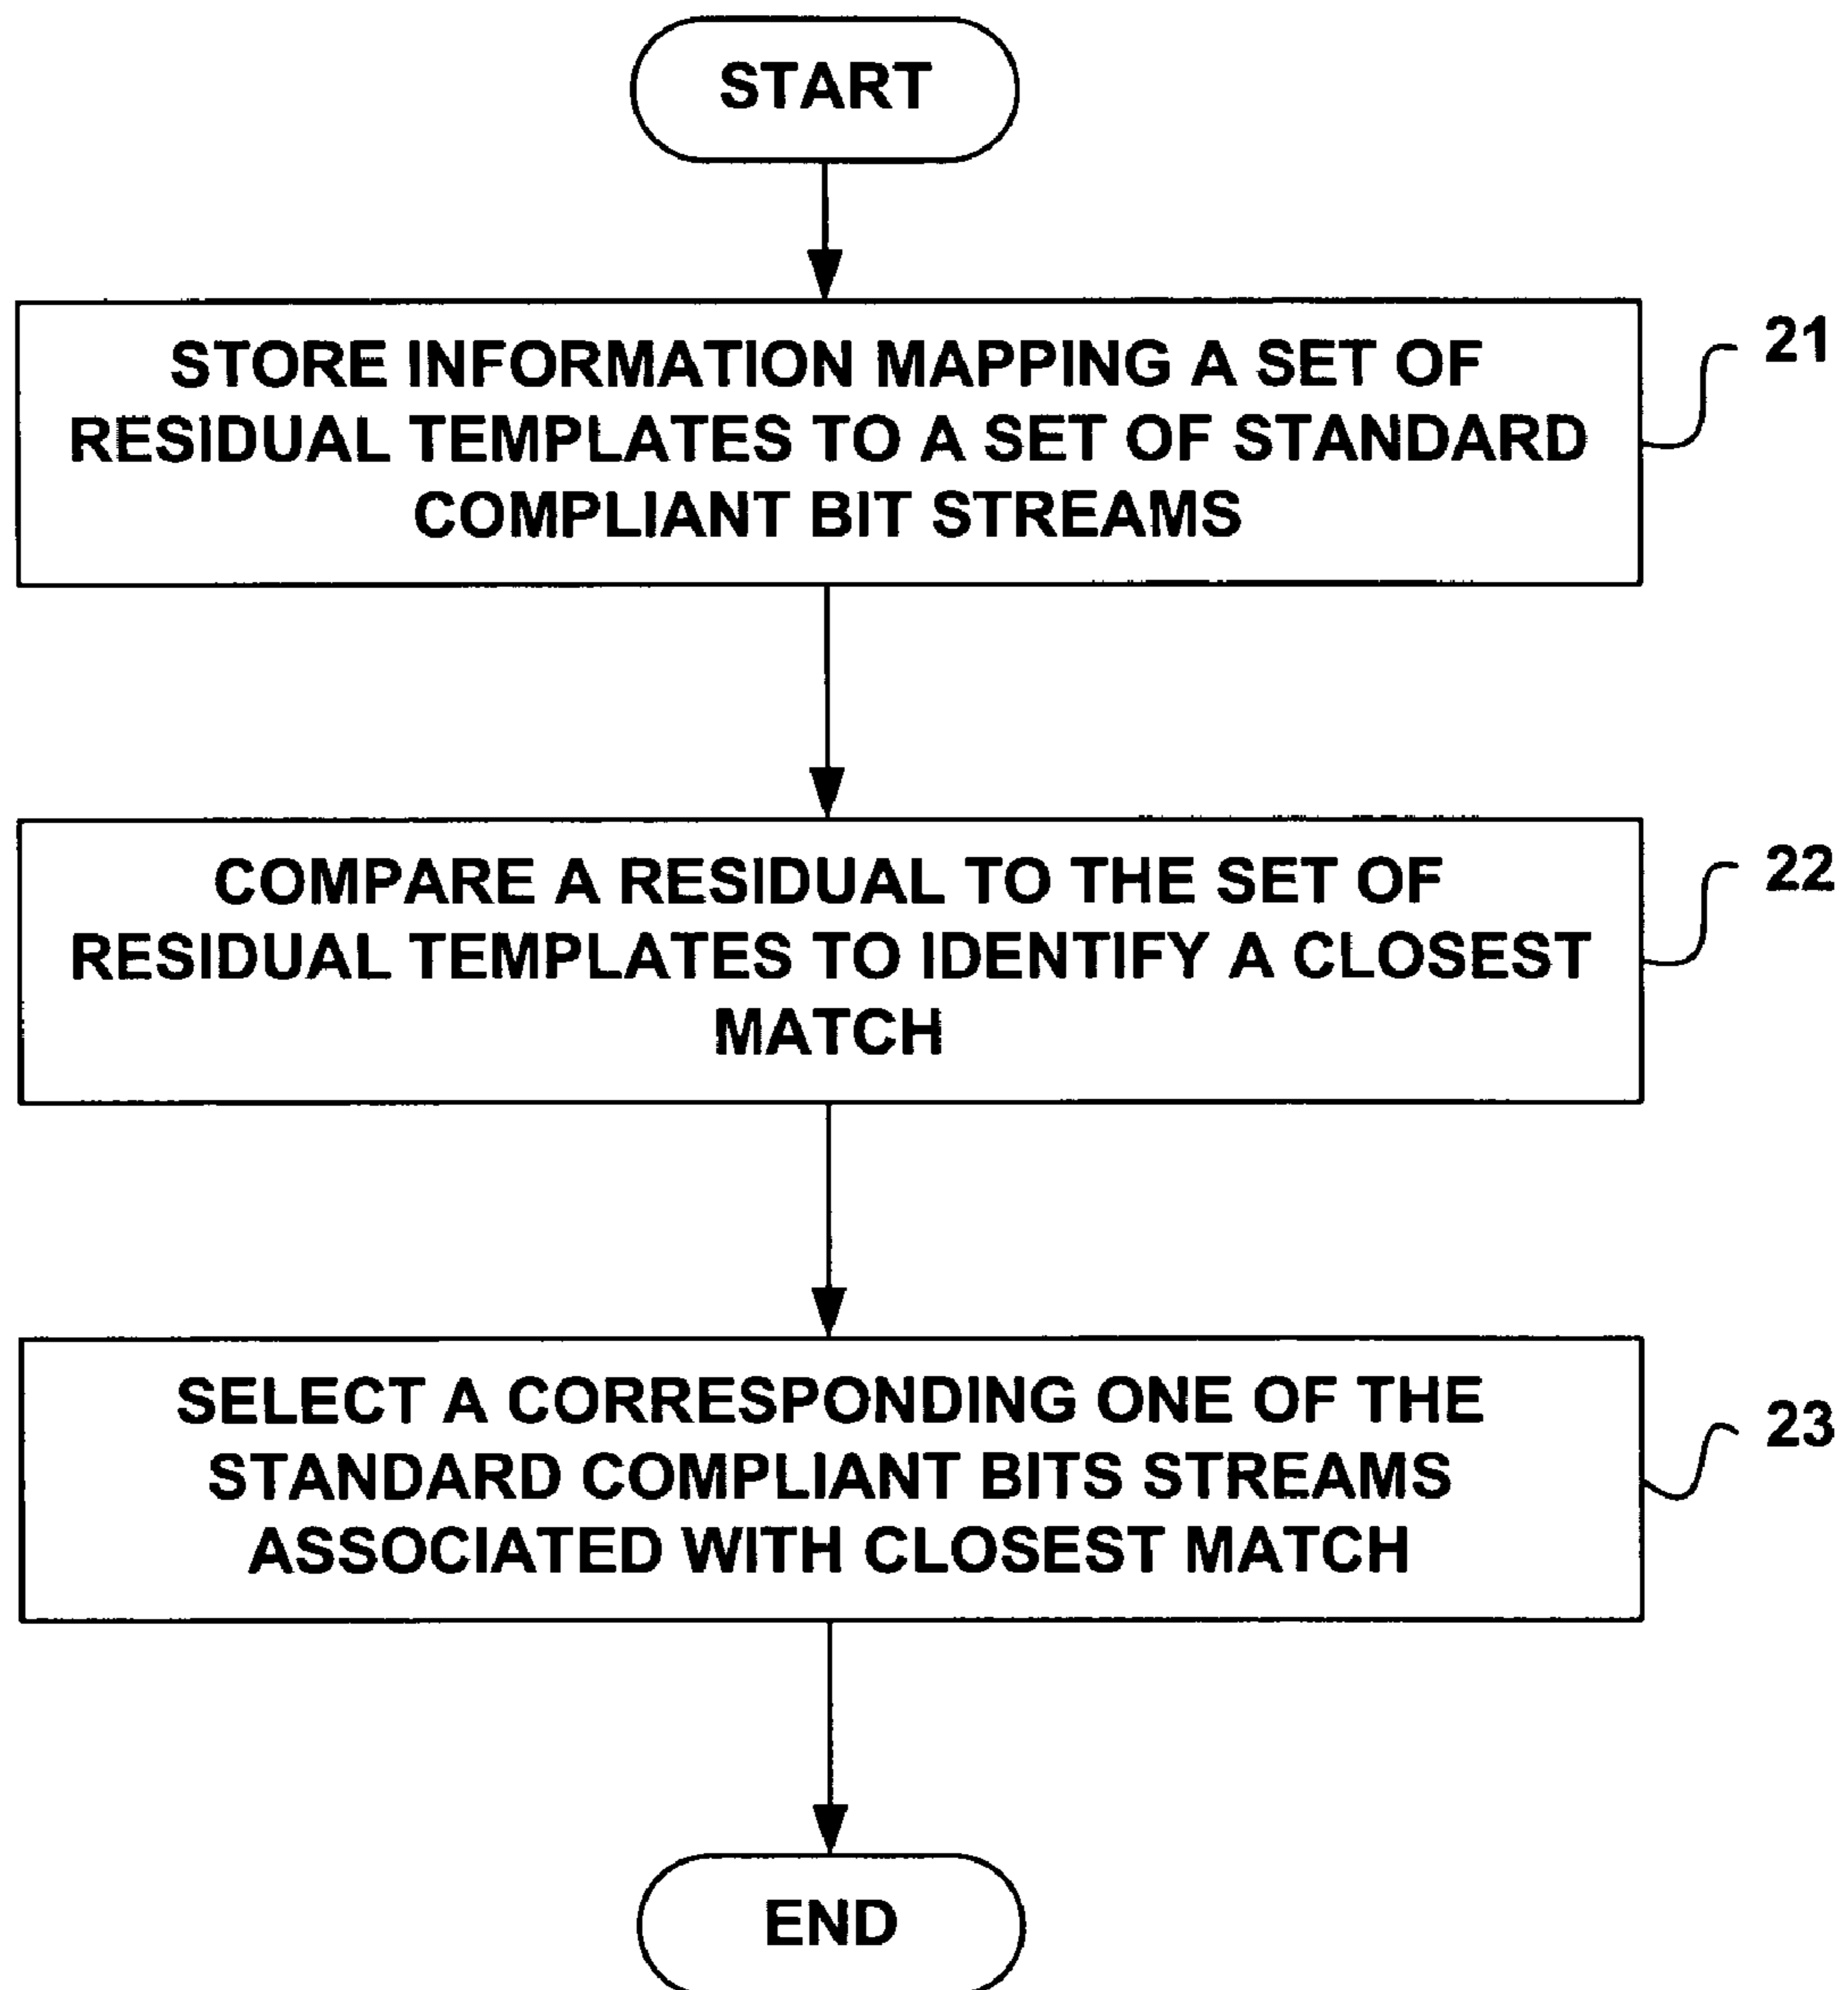 START
STORE INFORMATION MAPPING A SET OF
RESIDUAL TEMPLATES TO A SET OF STANDARD
COMPLIANT BIT STREAMS
21
COMPARE A RESIDUAL TO THE SET OF
RESIDUAL TEMPLATES TO IDENTIFY A CLOSEST
MATCH
22
SELECT A CORRESPONDING ONE OF THE
STANDARD COMPLIANT BITS STREAMS
ASSOCIATED WITH CLOSEST MATCH
23
END